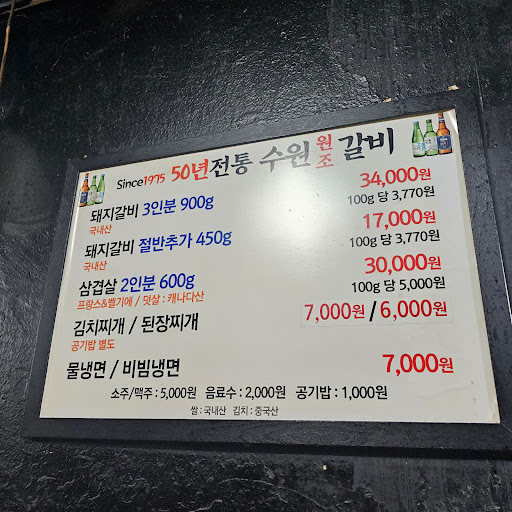 Since1975 50년전통 수원 원조 갈비
돼지갈비 3인분 900g 34,000원
국내산 100g 당 3,770원
돼지갈비 절반추가 450g 17,000원
국내산 100g 당 3,770원
삼겹살 2인분 600g 30,000원
프랑스&벨기에 / 덧살 : 캐나다산 100g 당 5,000원
김치찌개 / 된장찌개 7,000원 / 6,000원
공기밥 별도
물냉면 / 비빔냉면 7,000원
소주/맥주 : 5,000원 음료수 : 2,000원 공기밥 : 1,000원
쌀 : 국내산 김치 : 중국산